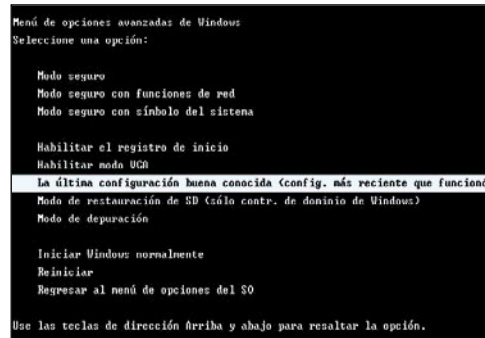 Menú de opciones avanzadas de Windows
Seleccione una opción:
Modo seguro
Modo seguro con funciones de red
Modo seguro con símbolo del sistema
Habilitar el registro de inicio
Habilitar modo VGA
La última configuración buena conocida (config. más reciente que funcionó
Modo de restauración de SD (sólo contr. de dominio de Windows)
Modo de depuración
Iniciar Windows normalmente
Reiniciar
Regresar al menú de opciones del SO
Use las teclas de dirección Arriba y abajo para resaltar la opción.